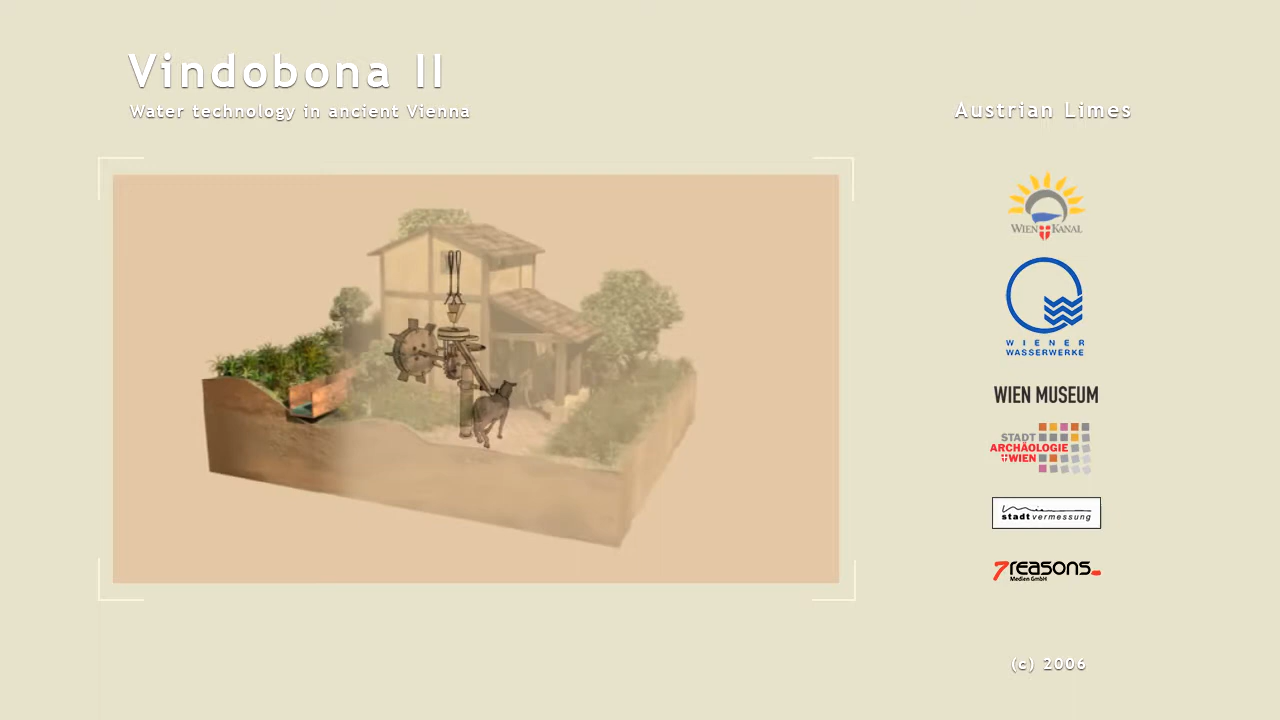 Vindobona II
Water technology in ancient Vienna
Austrian Limes
WIEN KANAL
WIENER
WASSERWERKE
WIEN MUSEUM
STADT
ARCHÄOLOGIE
WIEN
stadtvermessung
7reasons
Medien GmbH
(c) 2006